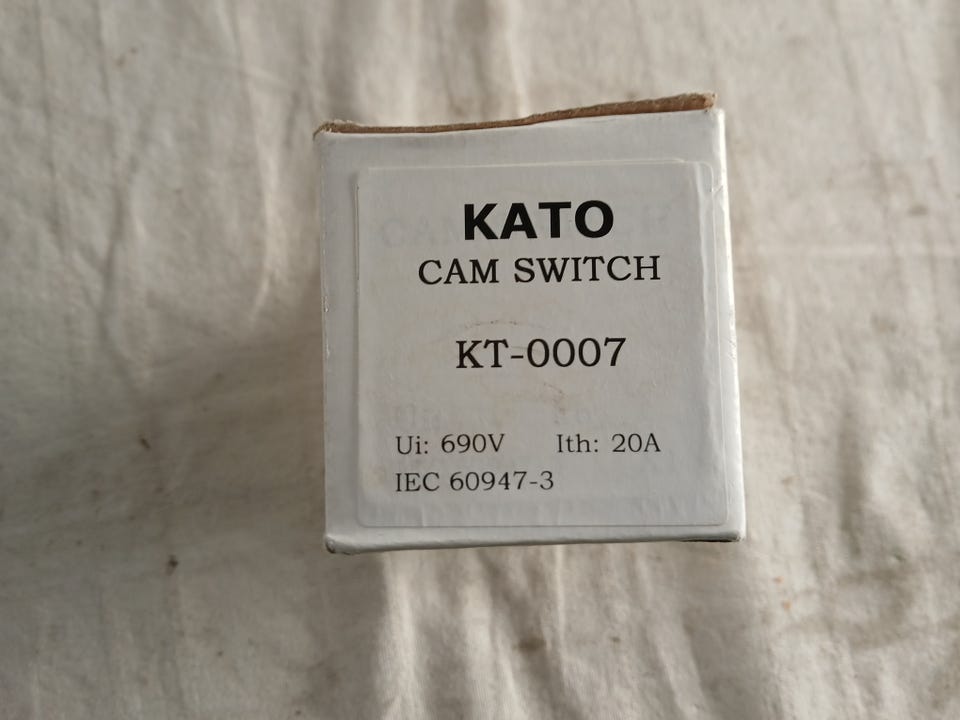 KATO
CAM SWITCH
KT-0007
Ui: 690V Ith: 20A
IEC 60947-3